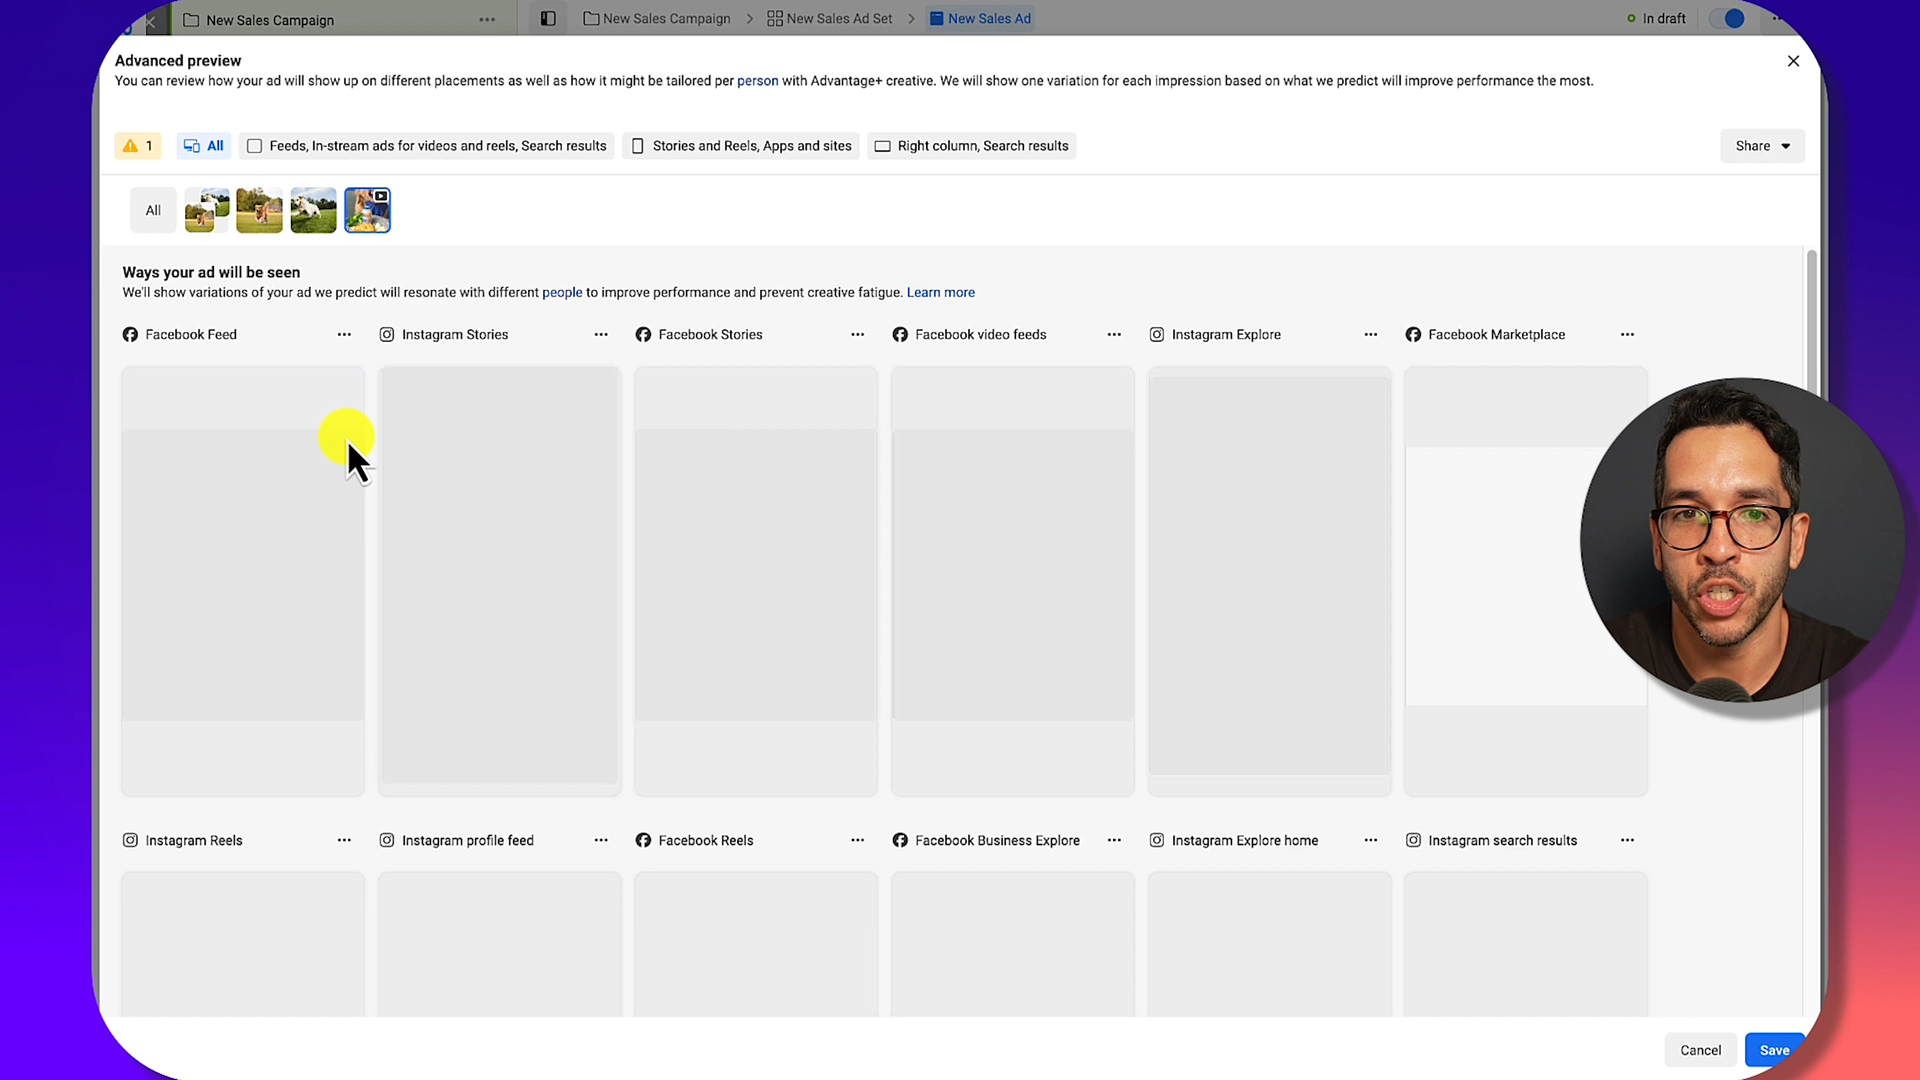 New Sales Campaign
New Sales Campaign
New Sales Ad Set
New Sales Ad
In draft
Advanced preview
You can review how your ad will show up on different placements as well as how it might be tailored per person with Advantage+ creative. We will show one variation for each impression based on what we predict will improve performance the most.
1
All
Feeds, In-stream ads for videos and reels, Search results
Stories and Reels, Apps and sites
Right column, Search results
Share
All
Ways your ad will be seen
We'll show variations of your ad we predict will resonate with different people to improve performance and prevent creative fatigue. Learn more
Facebook Feed
Instagram Stories
Facebook Stories
Facebook video feeds
Instagram Explore
Facebook Marketplace
Instagram Reels
Instagram profile feed
Facebook Reels
Facebook Business Explore
Instagram Explore home
Instagram search results
Cancel
Save